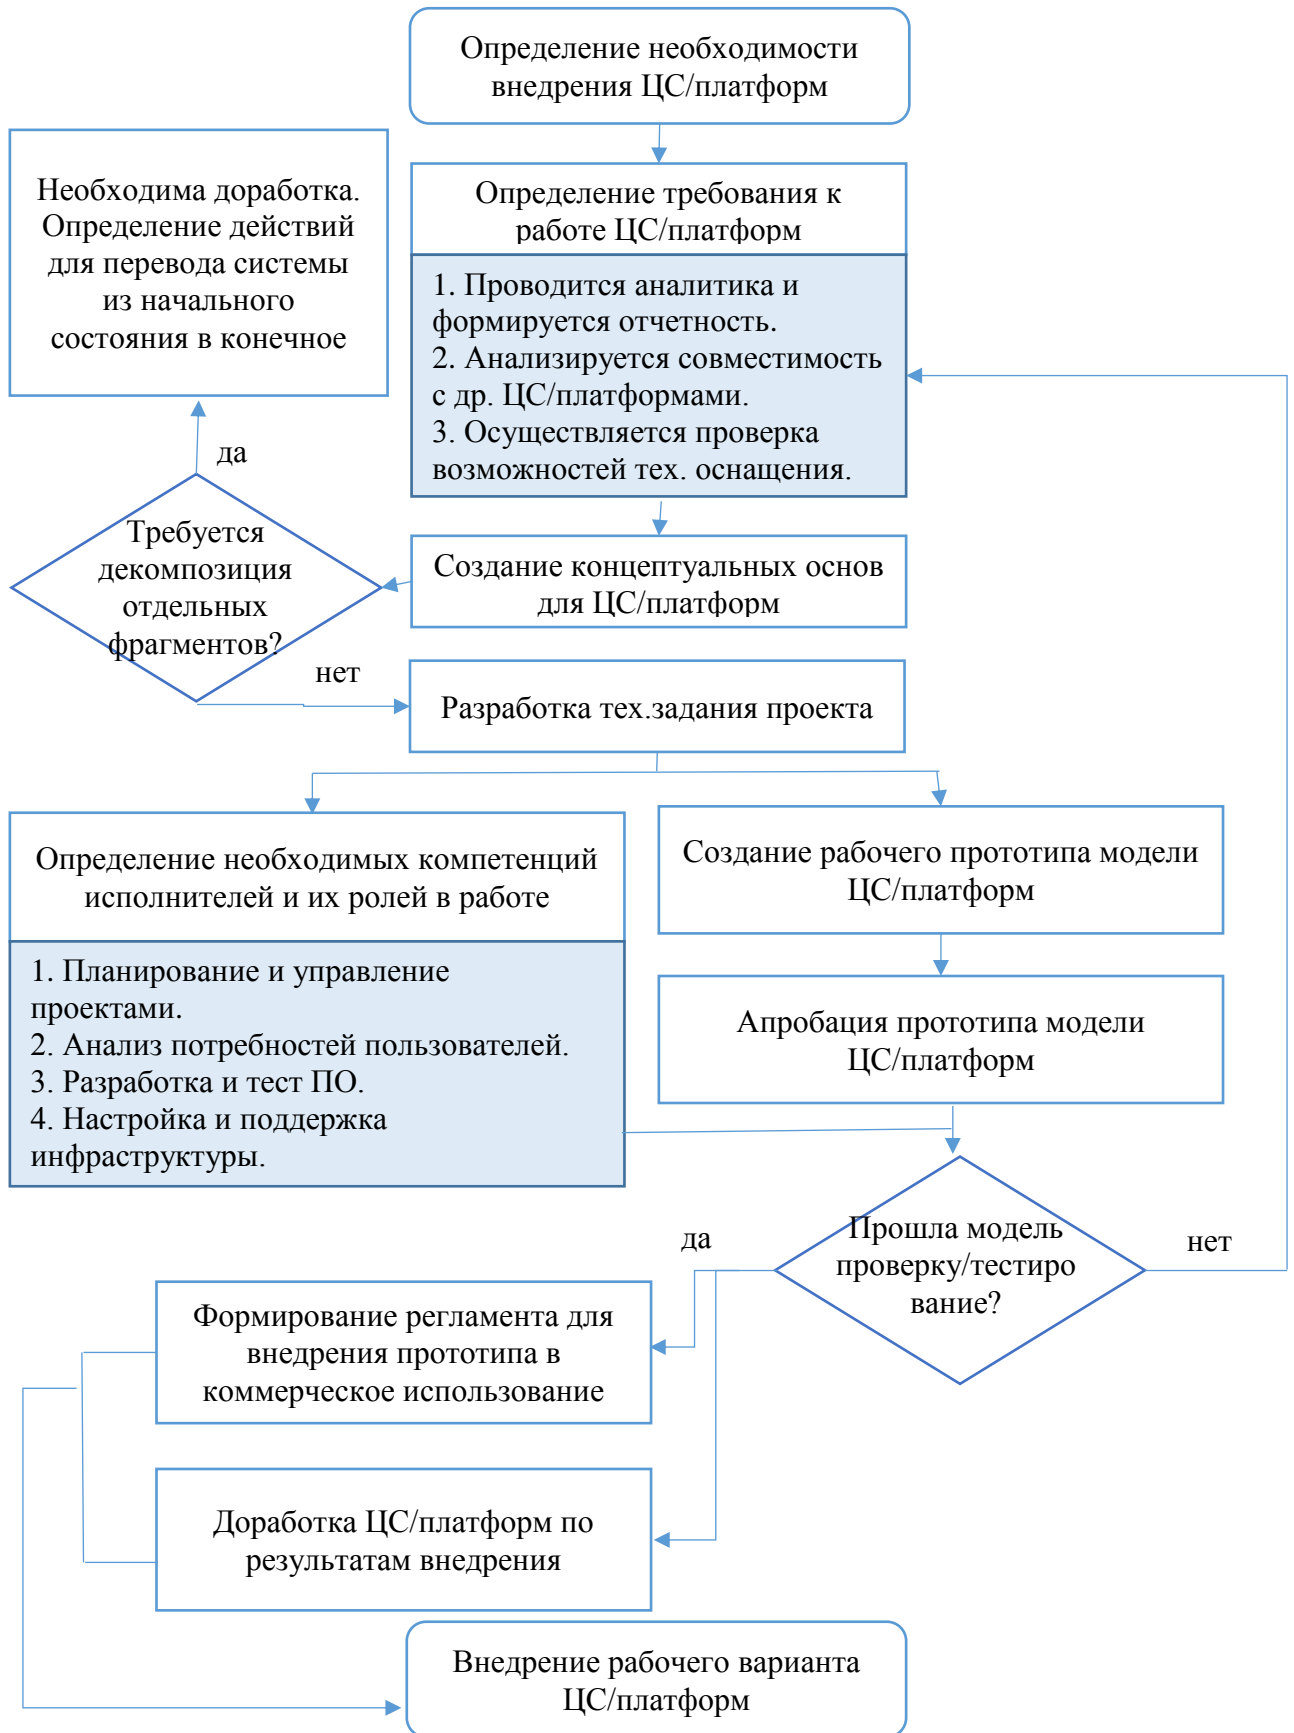 Определение необходимости
внедрения ЦС/платформ
Необходима доработка.
Определение действий
для перевода системы
из начального
состояния в конечное
Определение требования к
работе ЦС/платформ
1. Проводится аналитика и
формируется отчетность.
2. Анализируется совместимость
с др. ЦС/платформами.
3. Осуществляется проверка
возможностей тех. оснащения.
да
Требуется
декомпозиция
отдельных
фрагментов?
Создание концептуальных основ
для ЦС/платформ
нет
Разработка тех.задания проекта
Определение необходимых компетенций
исполнителей и их ролей в работе
1. Планирование и управление
проектами.
2. Анализ потребностей пользователей.
3. Разработка и тест ПО.
4. Настройка и поддержка
инфраструктуры.
Создание рабочего прототипа модели
ЦС/платформ
Апробация прототипа модели
ЦС/платформ
Прошла модель
проверку/тестиро
вание?
да
нет
Формирование регламента для
внедрения прототипа в
коммерческое использование
Доработка ЦС/платформ по
результатам внедрения
Внедрение рабочего варианта
ЦС/платформ